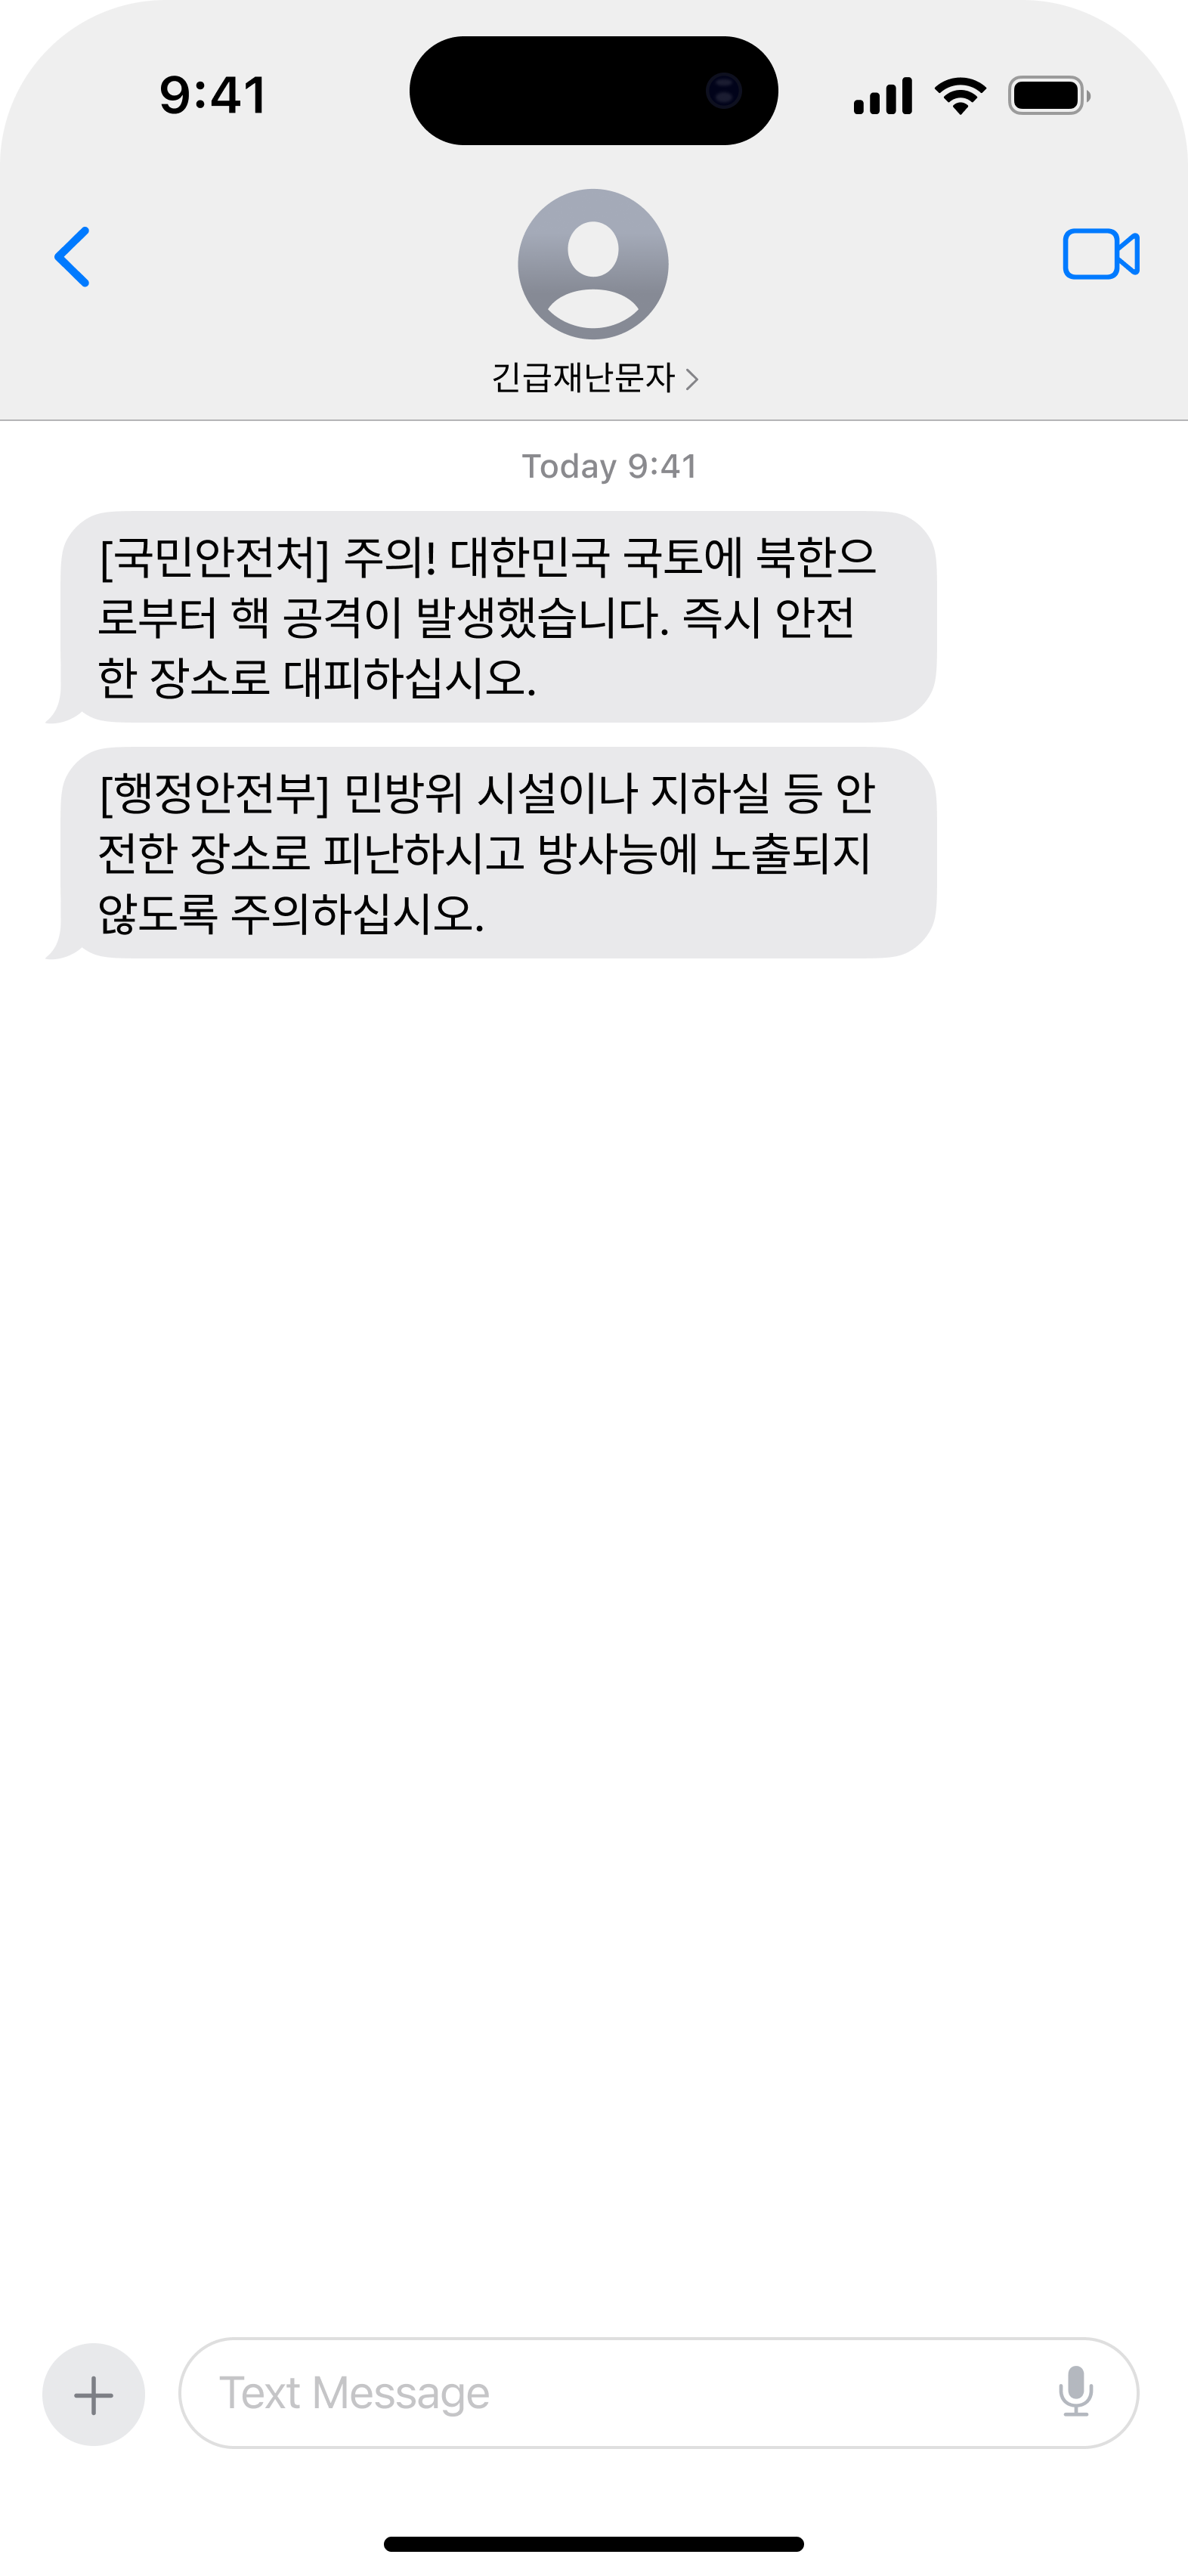 9:41
긴급재난문자
Today 9:41
[국민안전처] 주의! 대한민국 국토에 북한으
로부터 핵 공격이 발생했습니다. 즉시 안전
한 장소로 대피하십시오.
[행정안전부] 민방위 시설이나 지하실 등 안
전한 장소로 피난하시고 방사능에 노출되지
않도록 주의하십시오.
Text Message